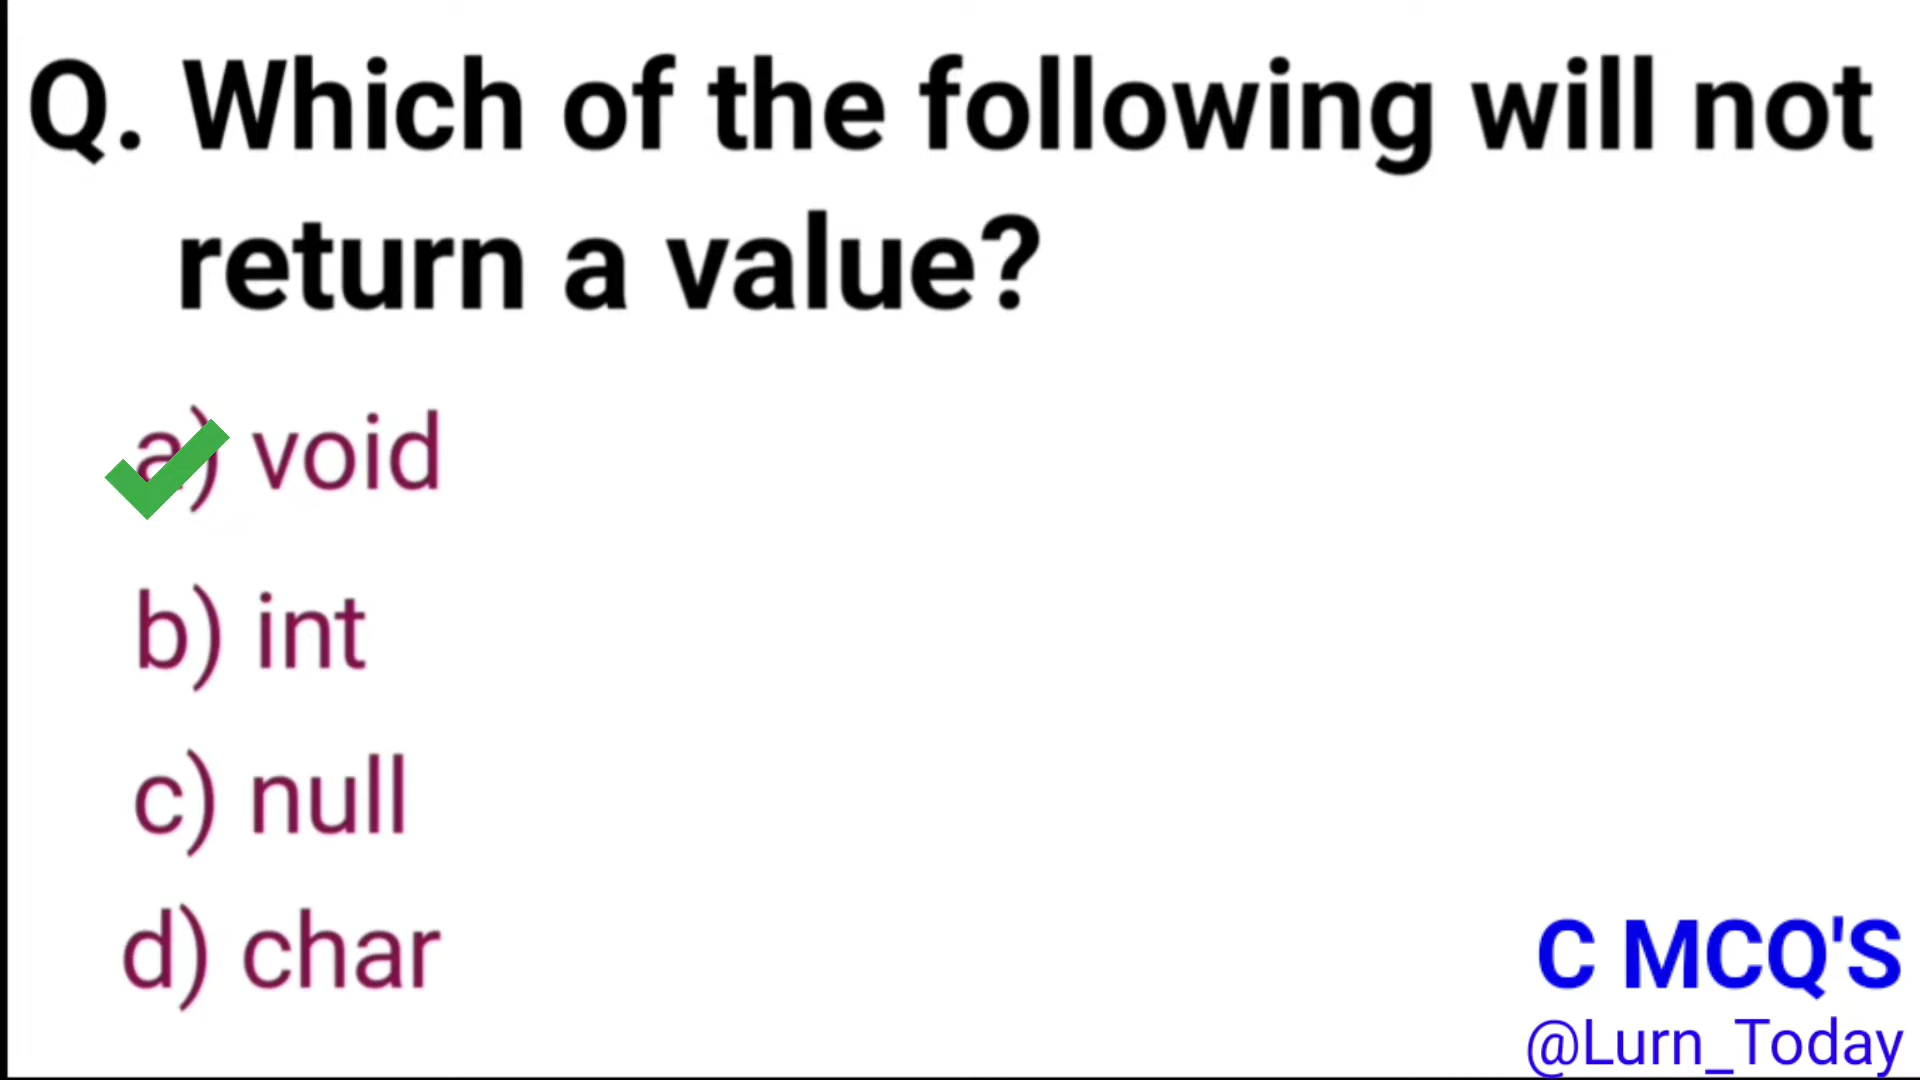 Q. Which of the following will not
return a value?
a) void
b) int
c) null
d) char
C MCQ'S
@Lurn_Today